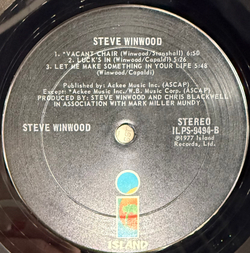 STEVE WINWOOD
1. *VACANT CHAIR (Winwood/Stanshall) 6:50
2. LUCK'S IN (Winwood/Capaldi) 5:26
3. LET ME MAKE SOMETHING IN YOUR LIFE 5:48
(Winwood/Capaldi)
Published by: Ackee Music Inc. (ASCAP)
Except: *Ackee Music Inc./W.B. Music Corp. (ASCAP)
PRODUCED BY: STEVE WINWOOD AND CHRIS BLACKWELL
IN ASSOCIATION WITH MARK MILLER MUNDY
STEVE WINWOOD
STEREO
ILPS-9494-B
℗1977 Island
Records, Ltd.
ISLAND